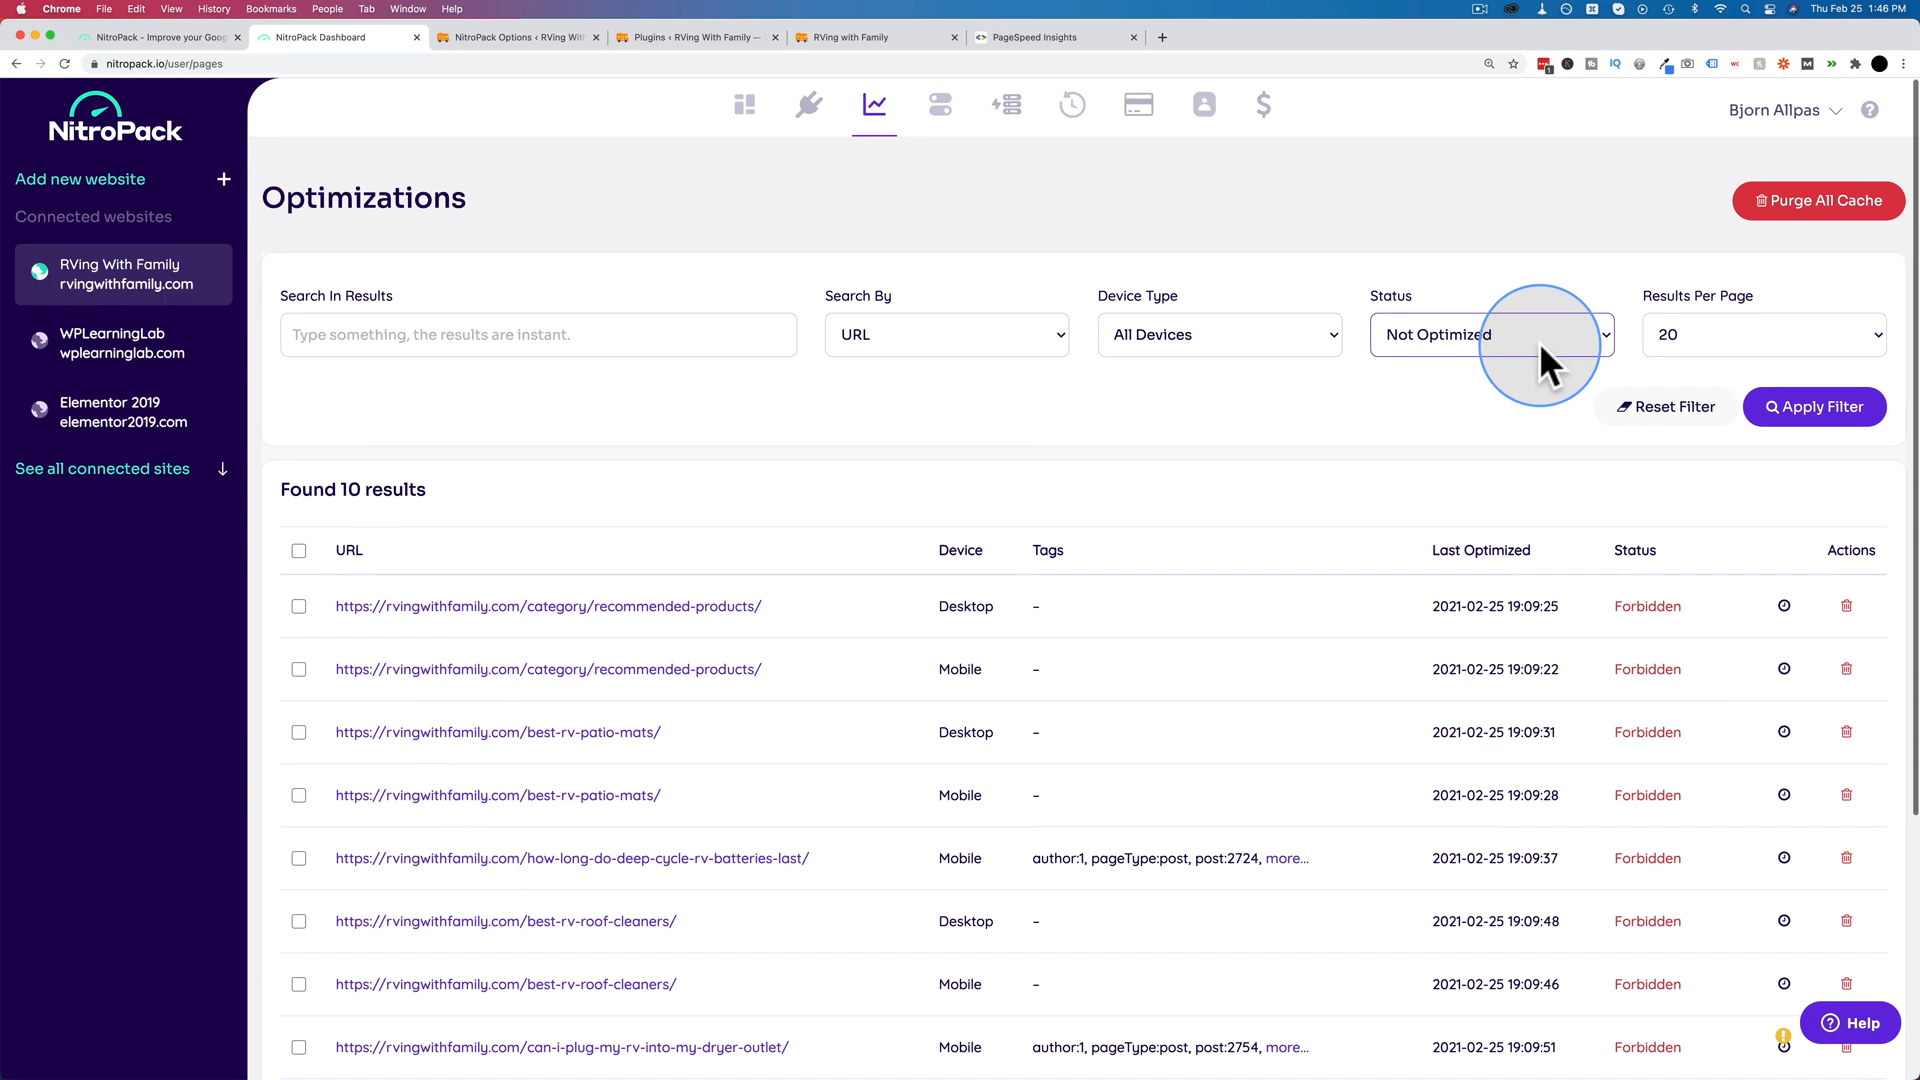 Chrome File Edit View History Bookmarks People Tab Window Help Thu Feb 25 1:46 PM
NitroPack - Improve your Goog NitroPack Dashboard NitroPack Options ‹ RVing With Plugins ‹ RVing With Family — RVing with Family PageSpeed Insights
nitropack.io/user/pages
NitroPack
Bjorn Allpas
Add new website
Connected websites
RVing With Family
rvingwithfamily.com
WPLearningLab
wplearninglab.com
Elementor 2019
elementor2019.com
See all connected sites
Optimizations
Purge All Cache
Search In Results Search By Device Type Status Results Per Page
Type something, the results are instant. URL All Devices Not Optimized 20
Reset Filter Apply Filter
Found 10 results
URL Device Tags Last Optimized Status Actions
https://rvingwithfamily.com/category/recommended-products/ Desktop – 2021-02-25 19:09:25 Forbidden
https://rvingwithfamily.com/category/recommended-products/ Mobile – 2021-02-25 19:09:22 Forbidden
https://rvingwithfamily.com/best-rv-patio-mats/ Desktop – 2021-02-25 19:09:31 Forbidden
https://rvingwithfamily.com/best-rv-patio-mats/ Mobile – 2021-02-25 19:09:28 Forbidden
https://rvingwithfamily.com/how-long-do-deep-cycle-rv-batteries-last/ Mobile author:1, pageType:post, post:2724, more... 2021-02-25 19:09:37 Forbidden
https://rvingwithfamily.com/best-rv-roof-cleaners/ Desktop – 2021-02-25 19:09:48 Forbidden
https://rvingwithfamily.com/best-rv-roof-cleaners/ Mobile – 2021-02-25 19:09:46 Forbidden
https://rvingwithfamily.com/can-i-plug-my-rv-into-my-dryer-outlet/ Mobile author:1, pageType:post, post:2754, more... 2021-02-25 19:09:51 Forbidden
Help